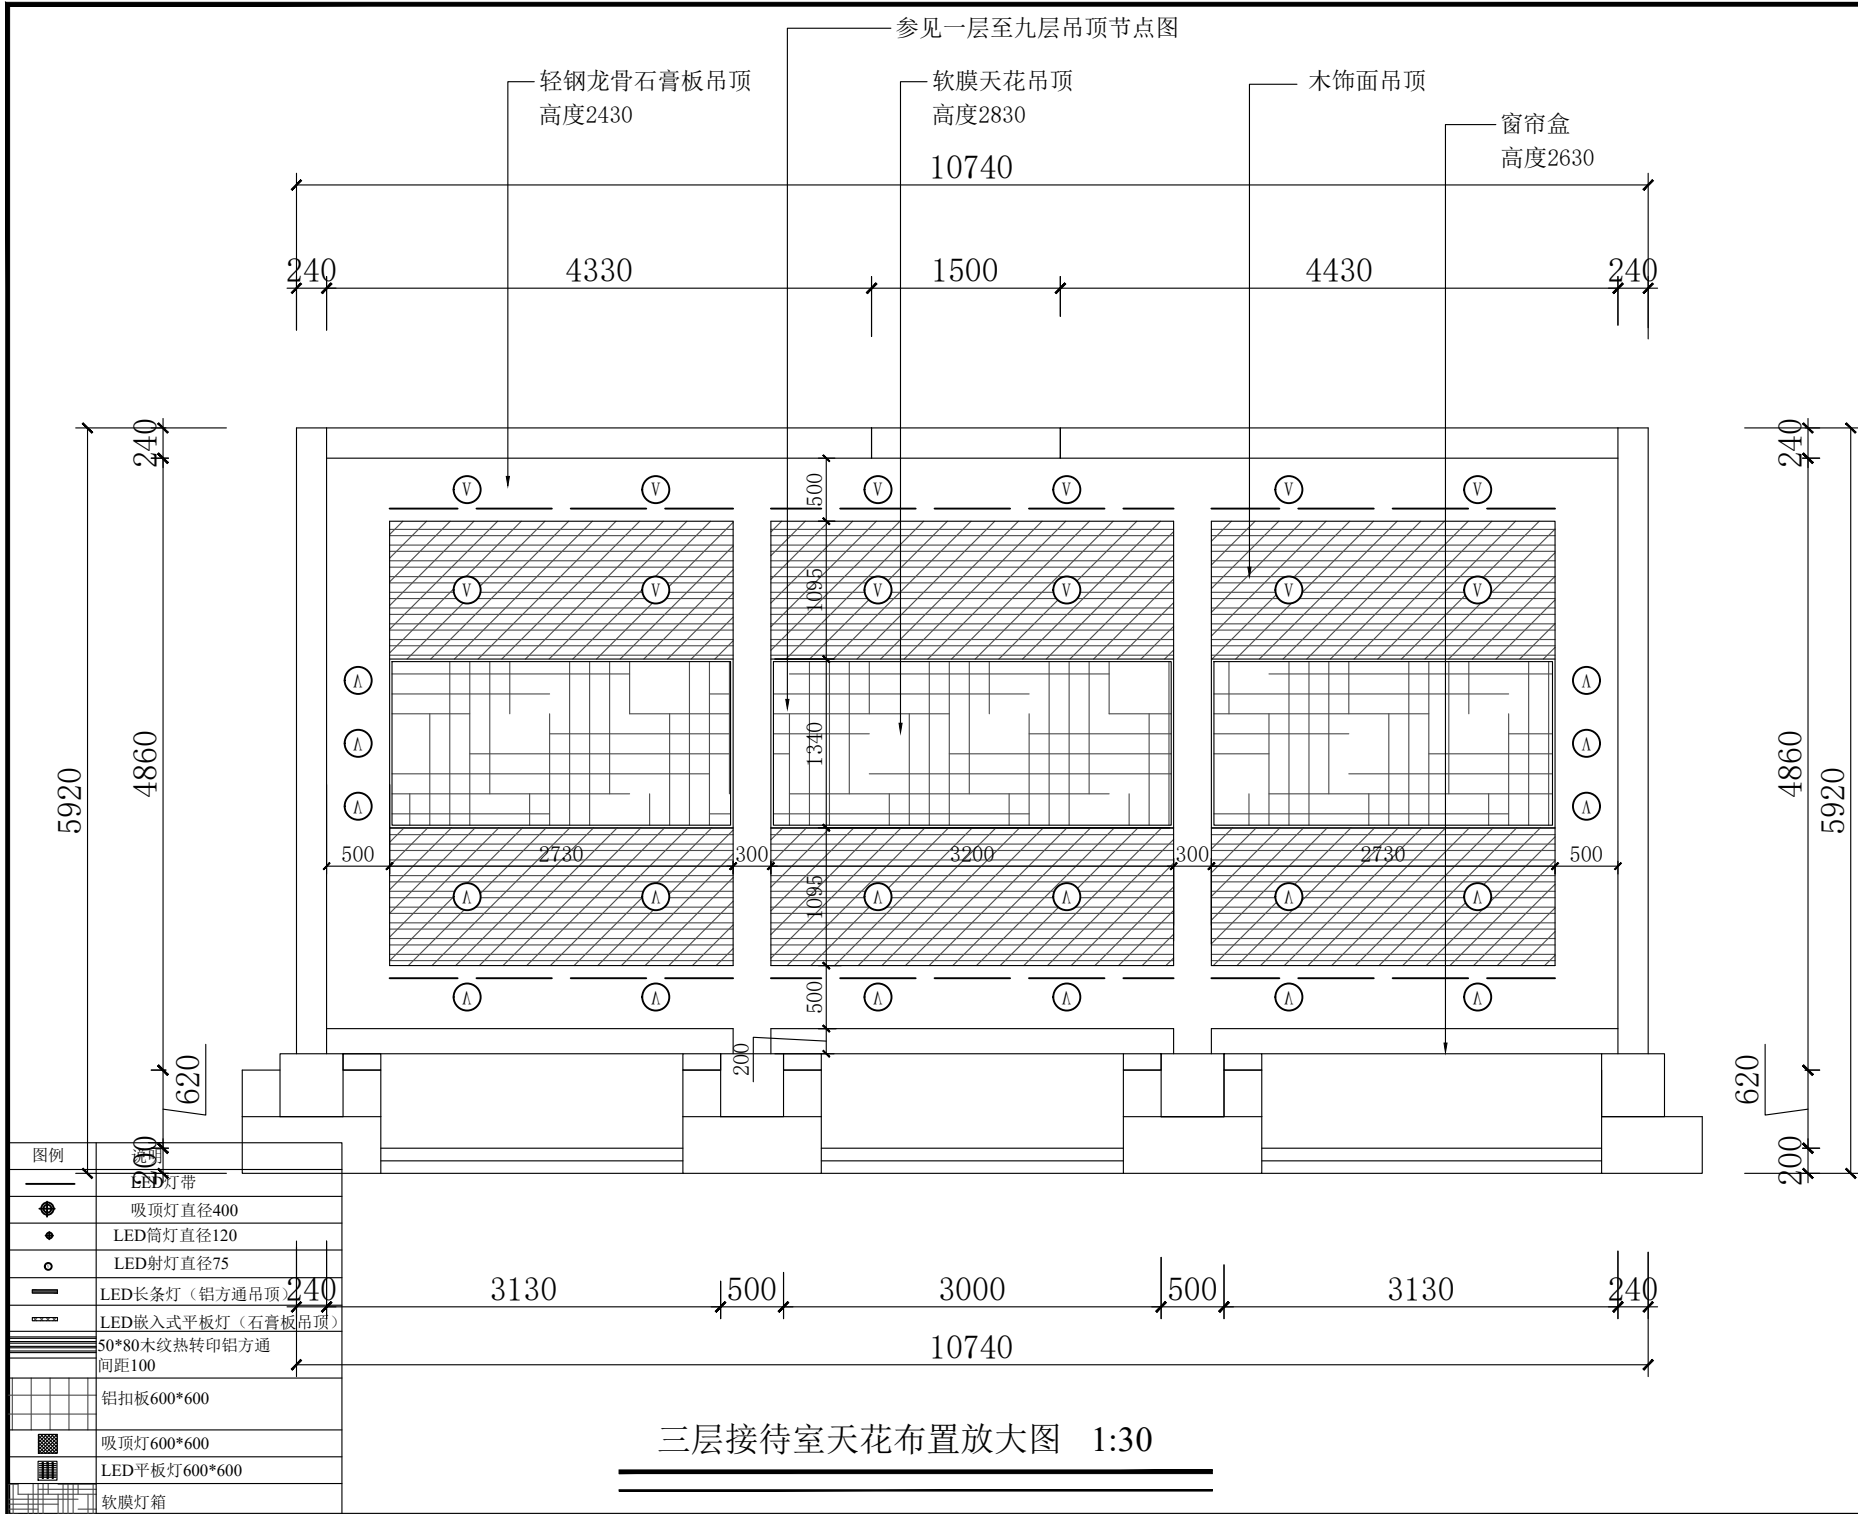 参见一层至九层吊顶节点图
轻钢龙骨石膏板吊顶
高度2430
软膜天花吊顶
高度2830
木饰面吊顶
窗帘盒
高度2630
10740
240
4330
1500
4430
240
240
4860
5920
620
200
240
4860
5920
620
200
V
V
V
V
V
V
500
V
V
V
V
V
V
1095
V
V
V
V
V
V
1340
500
2730
300
3200
300
2730
500
1095
V
V
V
V
V
V
V
V
V
V
V
V
500
200
240
3130
500
3000
500
3130
240
10740
图例
说明
LED灯带
吸顶灯直径400
LED筒灯直径120
LED射灯直径75
LED长条灯（铝方通吊顶）
LED嵌入式平板灯（石膏板吊顶）
50*80木纹热转印铝方通
间距100
铝扣板600*600
吸顶灯600*600
LED平板灯600*600
软膜灯箱
三层接待室天花布置放大图 1:30